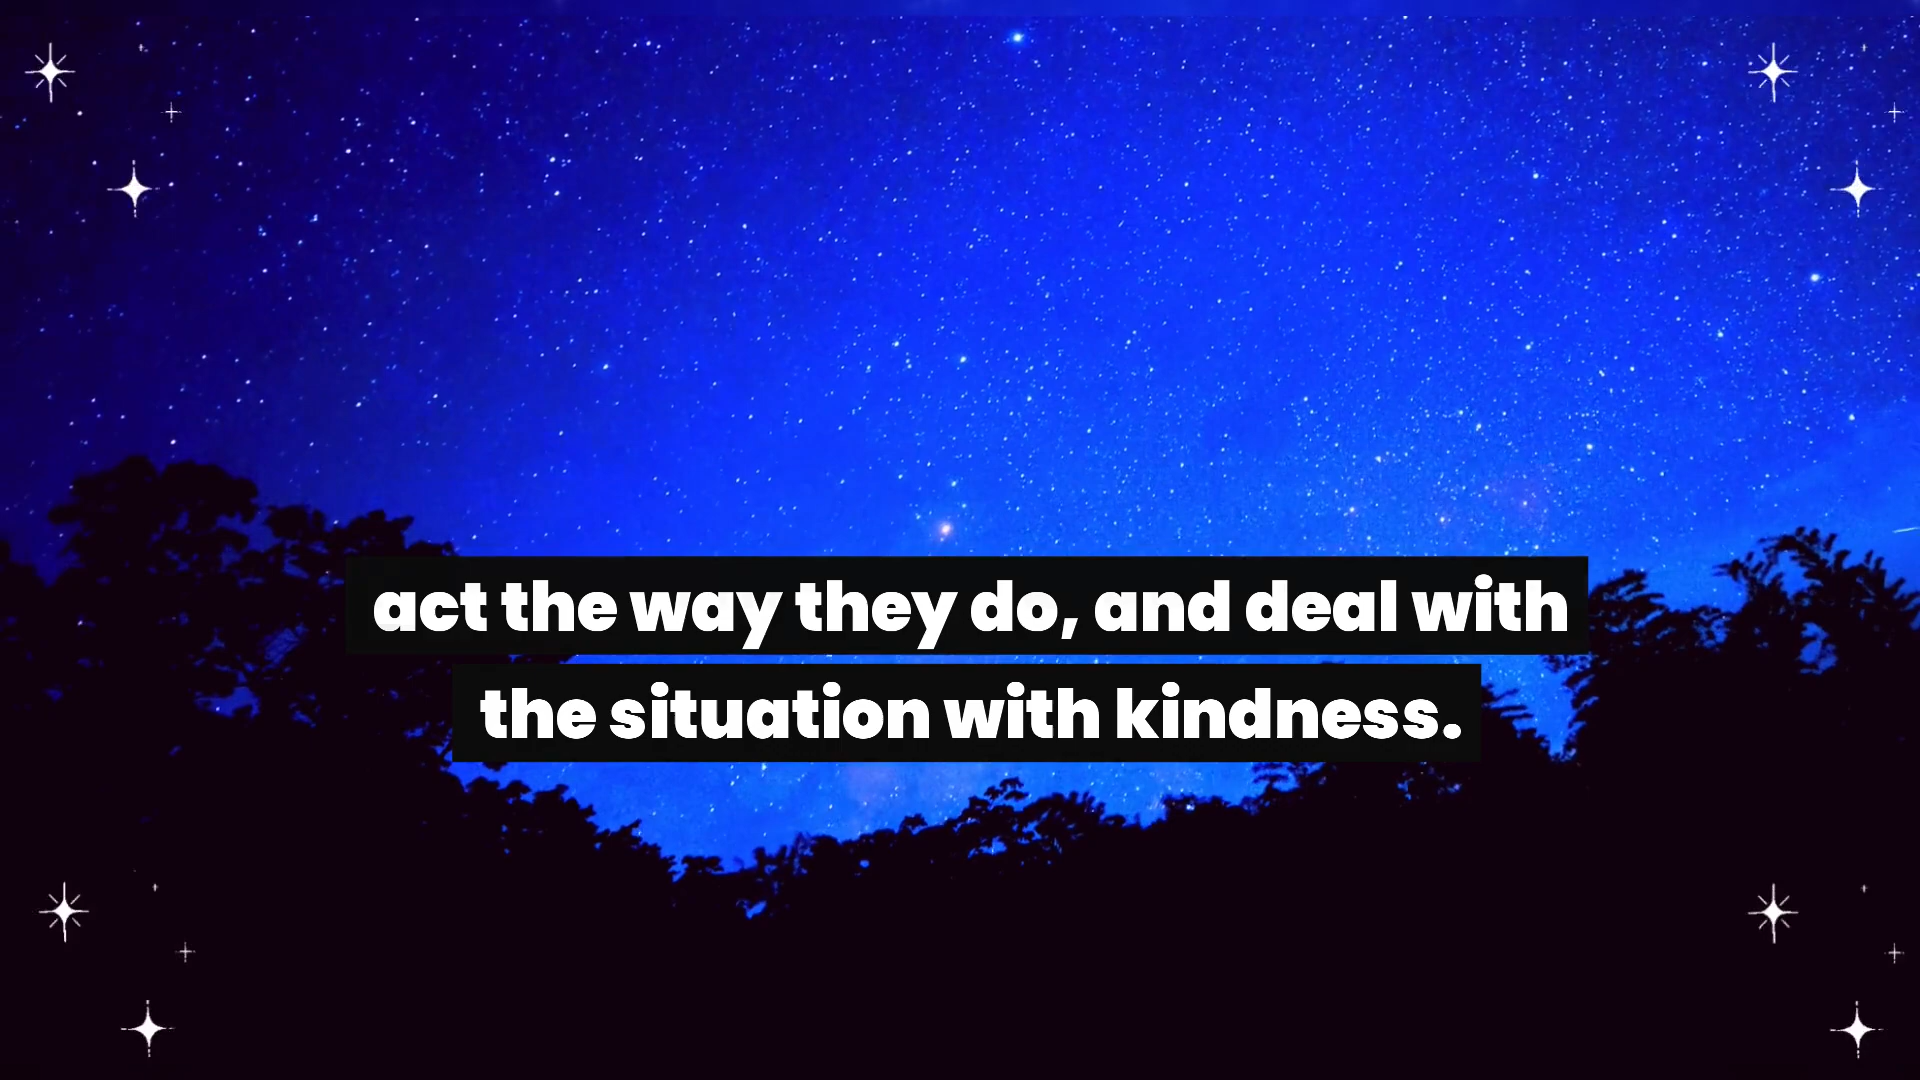 act the way they do, and deal with
the situation with kindness.